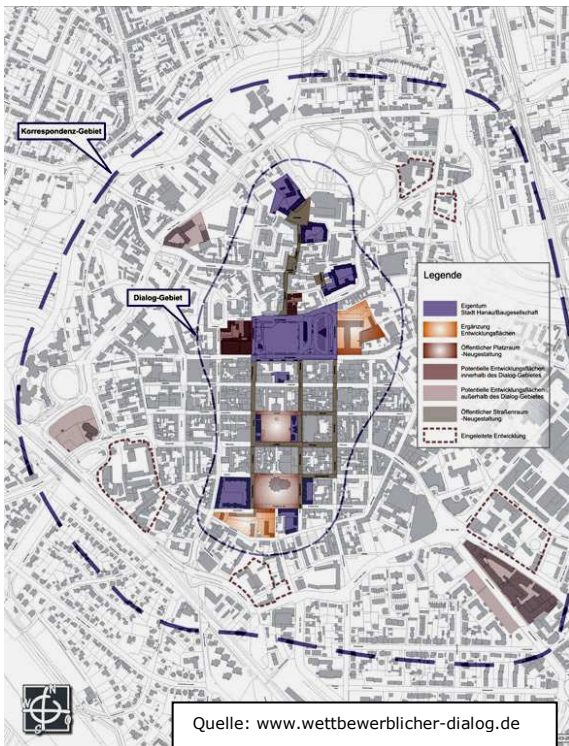 Korrespondenz-Gebiet
Dialog-Gebiet
Legende
Eigentum
Stadt Hanau/Baugesellschaft
Ergänzung
Entwicklungsflächen
Öffentlicher Platzraum
-Neugestaltung
Potentielle Entwicklungsflächen
innerhalb des Dialog-Gebietes
Potentielle Entwicklungsflächen
außerhalb des Dialog-Gebietes
Öffentlicher Straßenraum
-Neugestaltung
Eingeleitete Entwicklung
N
W
O
S
Quelle: www.wettbewerblicher-dialog.de